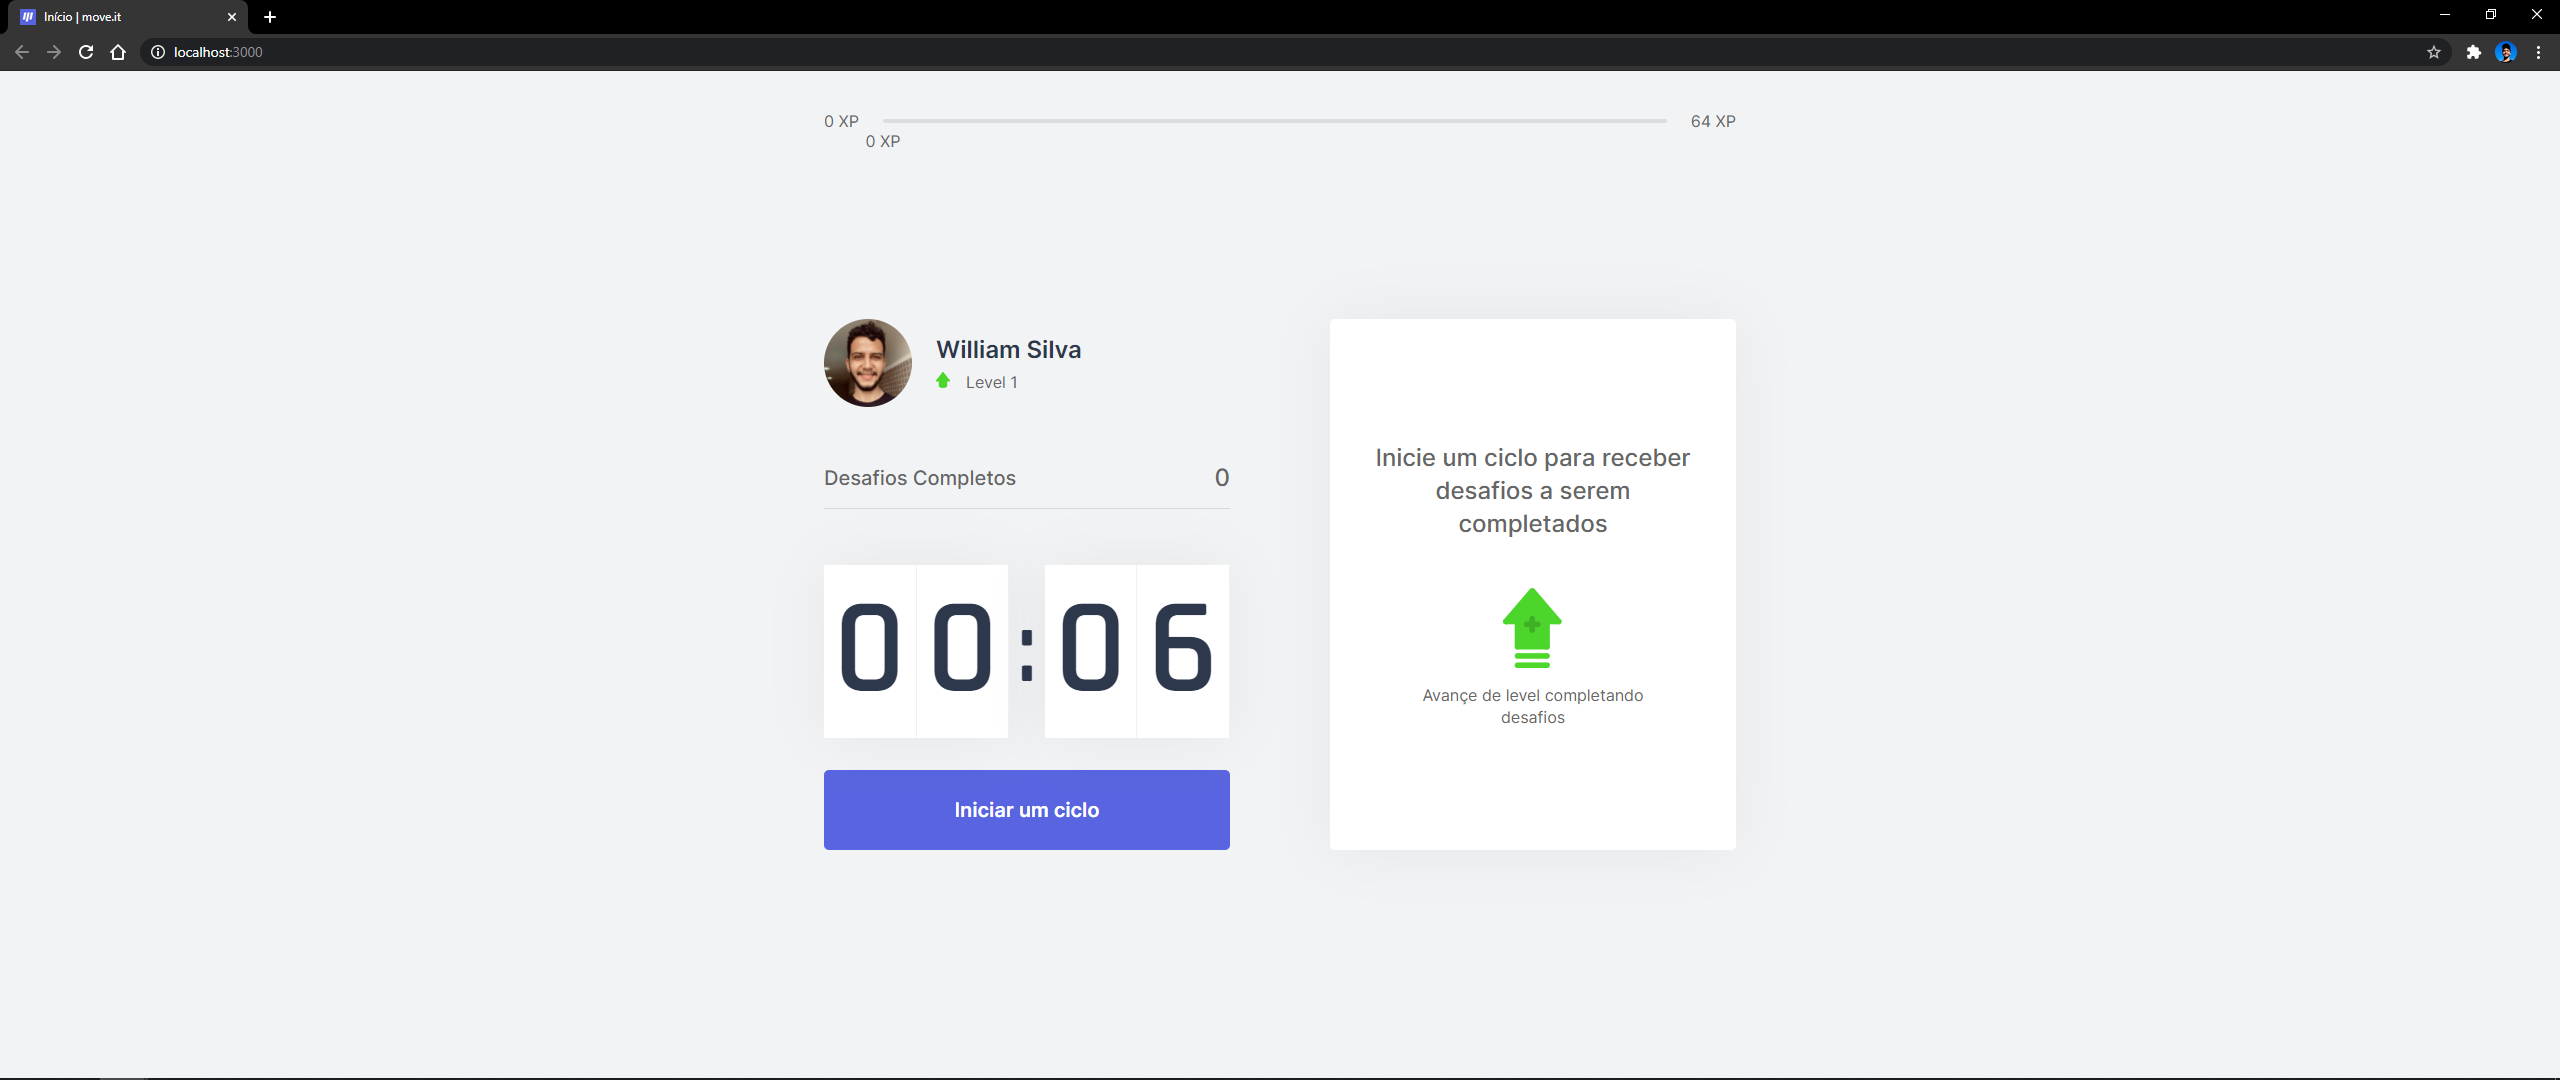 Início | move.it
localhost:3000
0 XP
64 XP
0 XP
William Silva
Level 1
Desafios Completos 0
00:06
Iniciar um ciclo
Inicie um ciclo para receber
desafios a serem
completados
Avançe de level completando
desafios